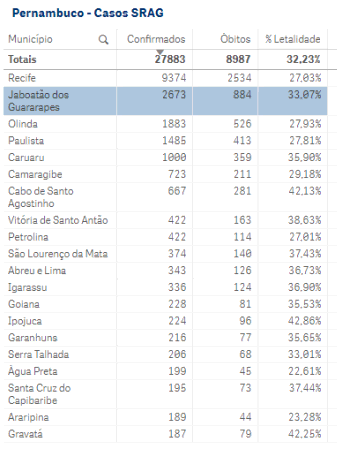 Pernambuco - Casos SRAG
Município Confirmados Óbitos % Letalidade
Totais 27883 8987 32,23%
Recife 9374 2534 27,03%
Jaboatão dos 2673 884 33,07%
Guararapes
Olinda 1883 526 27,93%
Paulista 1485 413 27,81%
Caruaru 1000 359 35,90%
Camaragibe 723 211 29,18%
Cabo de Santo 667 281 42,13%
Agostinho
Vitória de Santo Antão 422 163 38,63%
Petrolina 422 114 27,01%
São Lourenço da Mata 374 140 37,43%
Abreu e Lima 343 126 36,73%
Igarassu 336 124 36,90%
Goiana 228 81 35,53%
Ipojuca 224 96 42,86%
Garanhuns 216 77 35,65%
Serra Talhada 206 68 33,01%
Água Preta 199 45 22,61%
Santa Cruz do 195 73 37,44%
Capibaribe
Araripina 189 44 23,28%
Gravatá 187 79 42,25%